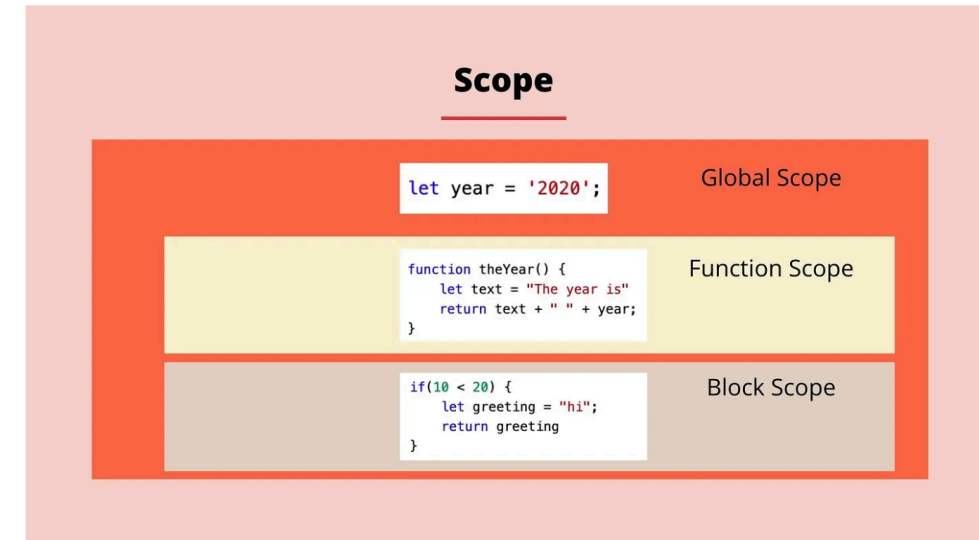 Scope
let year = '2020';
Global Scope
function theYear() {
    let text = "The year is"
    return text + " " + year;
}
Function Scope
if(10 < 20) {
    let greeting = "hi";
    return greeting
}
Block Scope